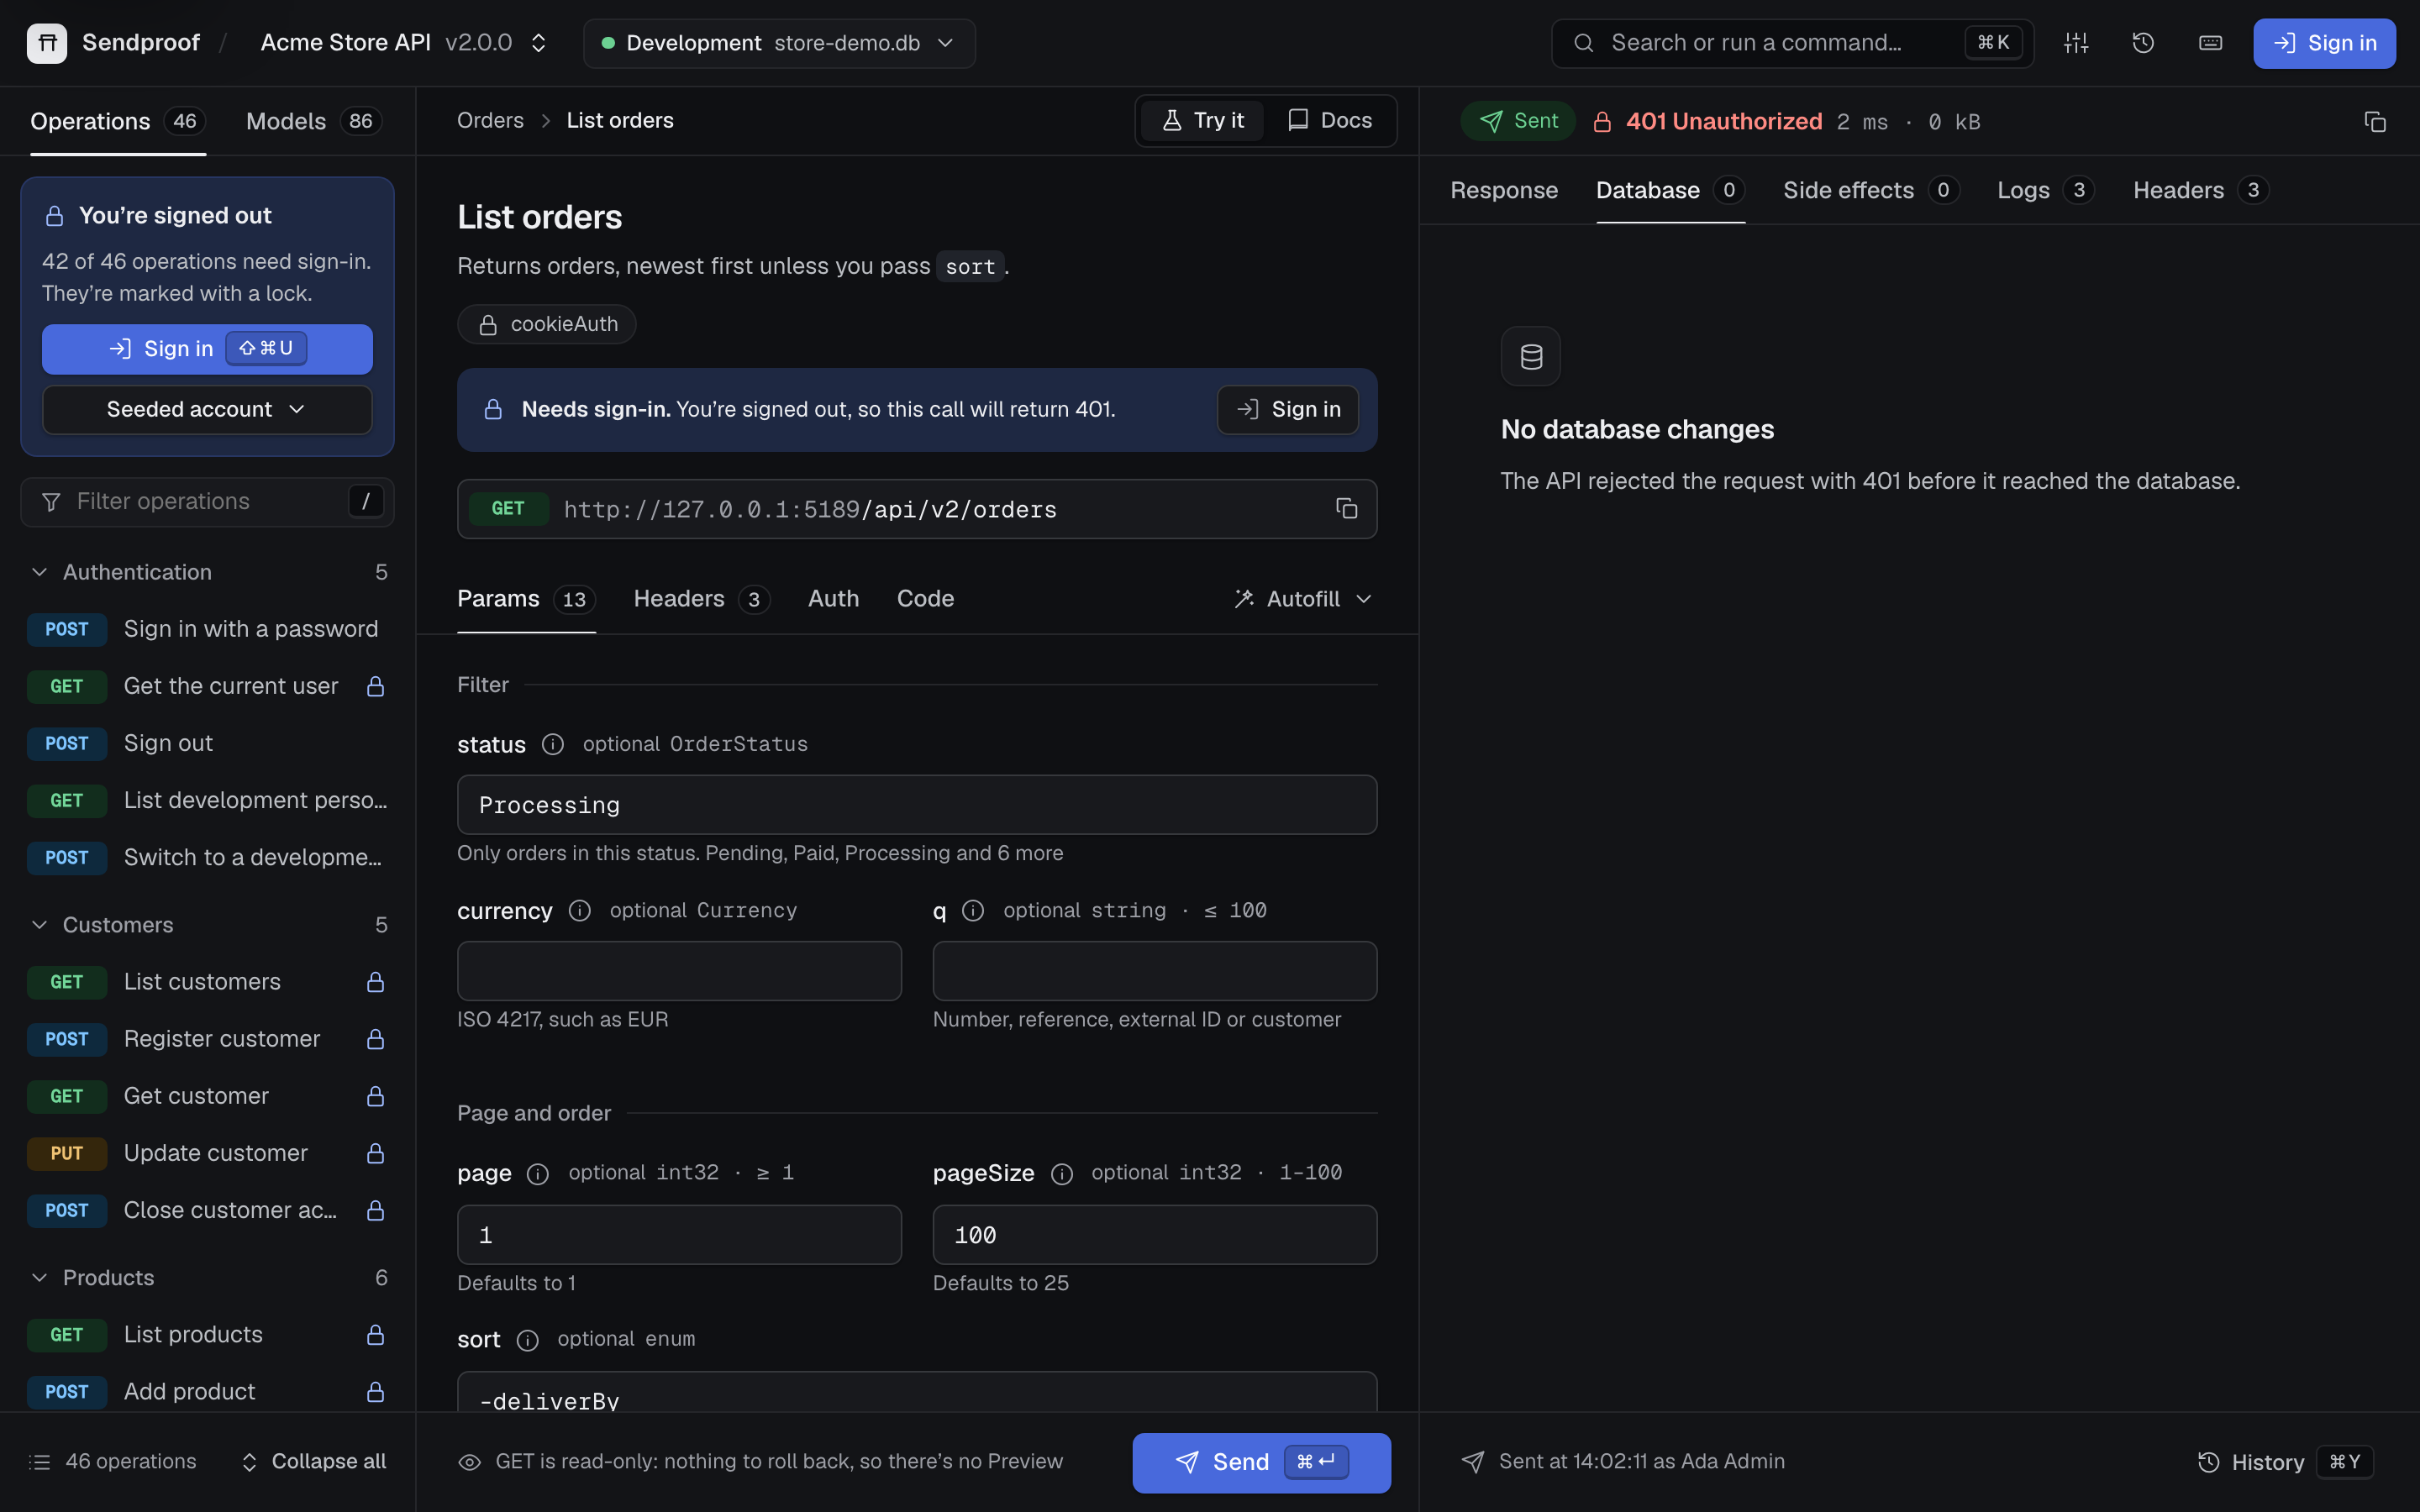 Sendproof / Acme Store API v2.0.0
Development store-demo.db
Search or run a command… ⌘K
Sign in
Operations 46 Models 86
You’re signed out
42 of 46 operations need sign-in.
They’re marked with a lock.
Sign in ⇧⌘U
Seeded account
Filter operations /
Authentication 5
POST Sign in with a password
GET Get the current user
POST Sign out
GET List development perso…
POST Switch to a developme…
Customers 5
GET List customers
POST Register customer
GET Get customer
PUT Update customer
POST Close customer ac…
Products 6
GET List products
POST Add product
46 operations Collapse all
Orders > List orders
Try it Docs
List orders
Returns orders, newest first unless you pass sort.
cookieAuth
Needs sign-in. You’re signed out, so this call will return 401.
Sign in
GET http://127.0.0.1:5189/api/v2/orders
Params 13 Headers 3 Auth Code Autofill
Filter
status optional OrderStatus
Processing
Only orders in this status. Pending, Paid, Processing and 6 more
currency optional Currency
ISO 4217, such as EUR
q optional string · ≤ 100
Number, reference, external ID or customer
Page and order
page optional int32 · ≥ 1
1
Defaults to 1
pageSize optional int32 · 1–100
100
Defaults to 25
sort optional enum
-deliverBy
GET is read-only: nothing to roll back, so there’s no Preview
Send ⌘↵
Sent 401 Unauthorized 2 ms · 0 kB
Response Database 0 Side effects 0 Logs 3 Headers 3
No database changes
The API rejected the request with 401 before it reached the database.
Sent at 14:02:11 as Ada Admin
History ⌘Y